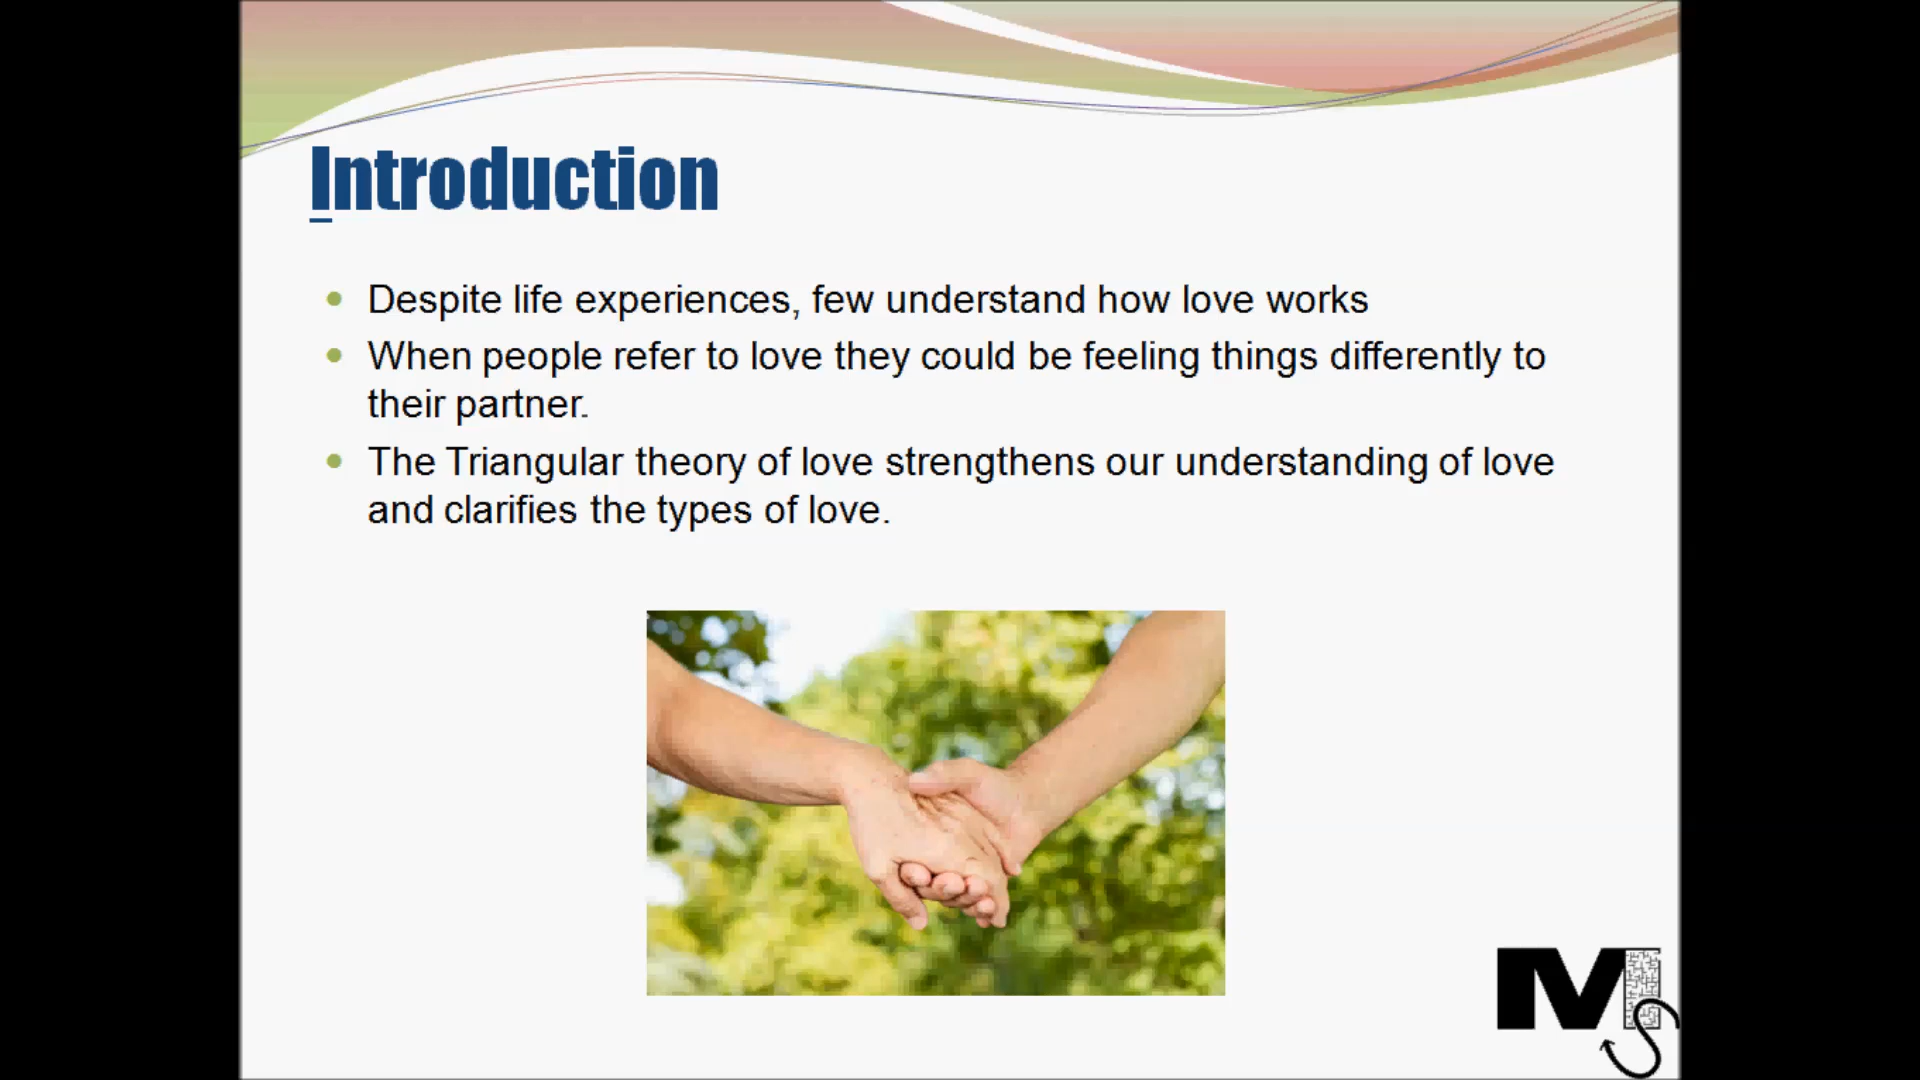 Introduction
Despite life experiences, few understand how love works
When people refer to love they could be feeling things differently to
their partner.
The Triangular theory of love strengthens our understanding of love
and clarifies the types of love.
MS